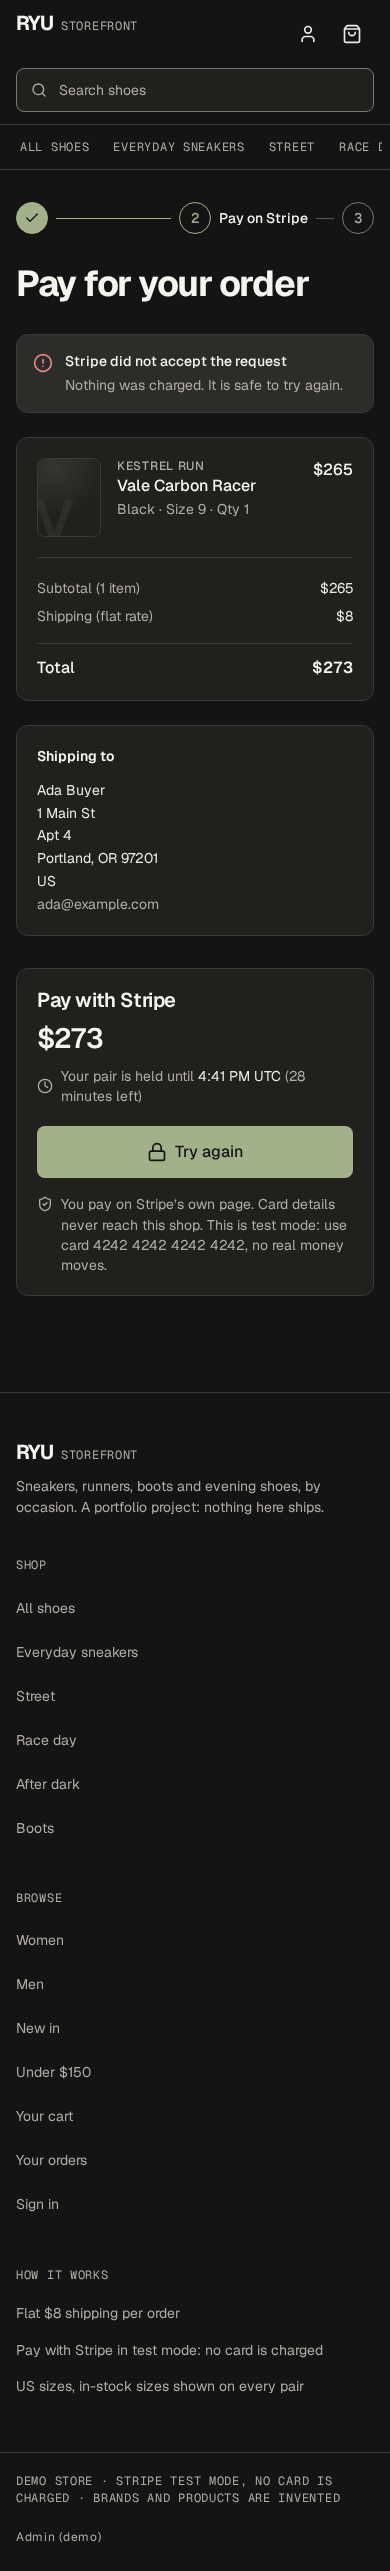 RYU STOREFRONT
Search shoes
ALL SHOES EVERYDAY SNEAKERS STREET RACE
2 Pay on Stripe 3
Pay for your order
Stripe did not accept the request
Nothing was charged. It is safe to try again.
KESTREL RUN
Vale Carbon Racer
$265
Black · Size 9 · Qty 1
V
Subtotal (1 item) $265
Shipping (flat rate) $8
Total $273
Shipping to
Ada Buyer
1 Main St
Apt 4
Portland, OR 97201
US
ada@example.com
Pay with Stripe
$273
Your pair is held until 4:41 PM UTC (28
minutes left)
Try again
You pay on Stripe's own page. Card details
never reach this shop. This is test mode: use
card 4242 4242 4242 4242, no real money
moves.
RYU STOREFRONT
Sneakers, runners, boots and evening shoes, by
occasion. A portfolio project: nothing here ships.
SHOP
All shoes
Everyday sneakers
Street
Race day
After dark
Boots
BROWSE
Women
Men
New in
Under $150
Your cart
Your orders
Sign in
HOW IT WORKS
Flat $8 shipping per order
Pay with Stripe in test mode: no card is charged
US sizes, in-stock sizes shown on every pair
DEMO STORE · STRIPE TEST MODE, NO CARD IS
CHARGED · BRANDS AND PRODUCTS ARE INVENTED
Admin (demo)